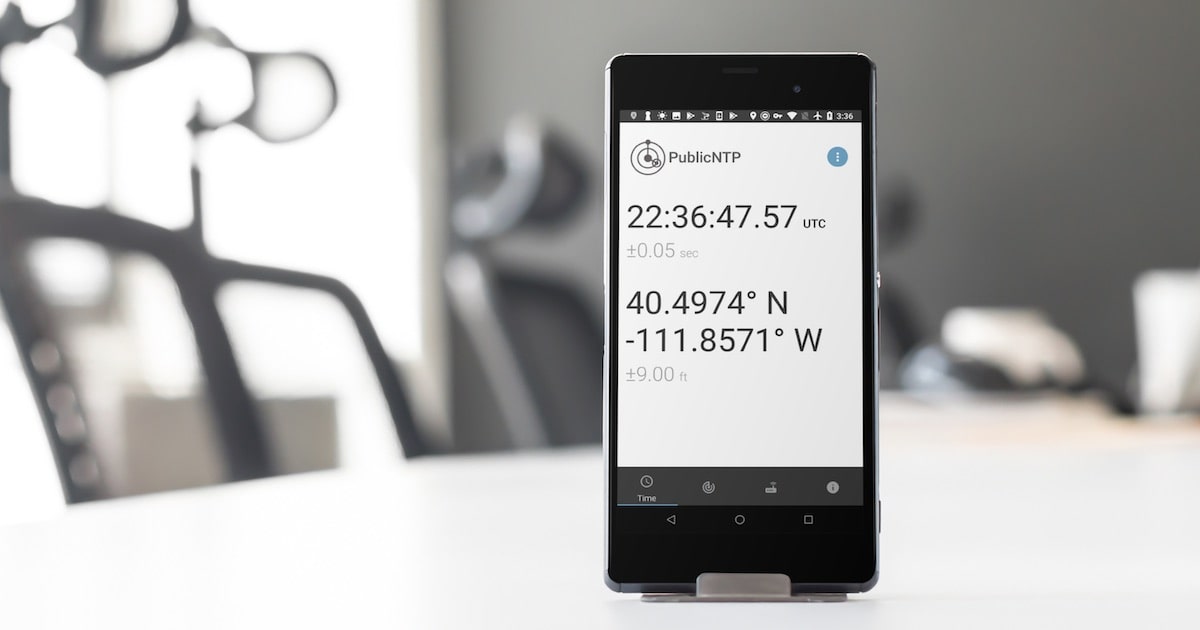 3:36
PublicNTP
22:36:47.57 UTC
±0.05 sec
40.4974° N
-111.8571° W
±9.00 ft
Time